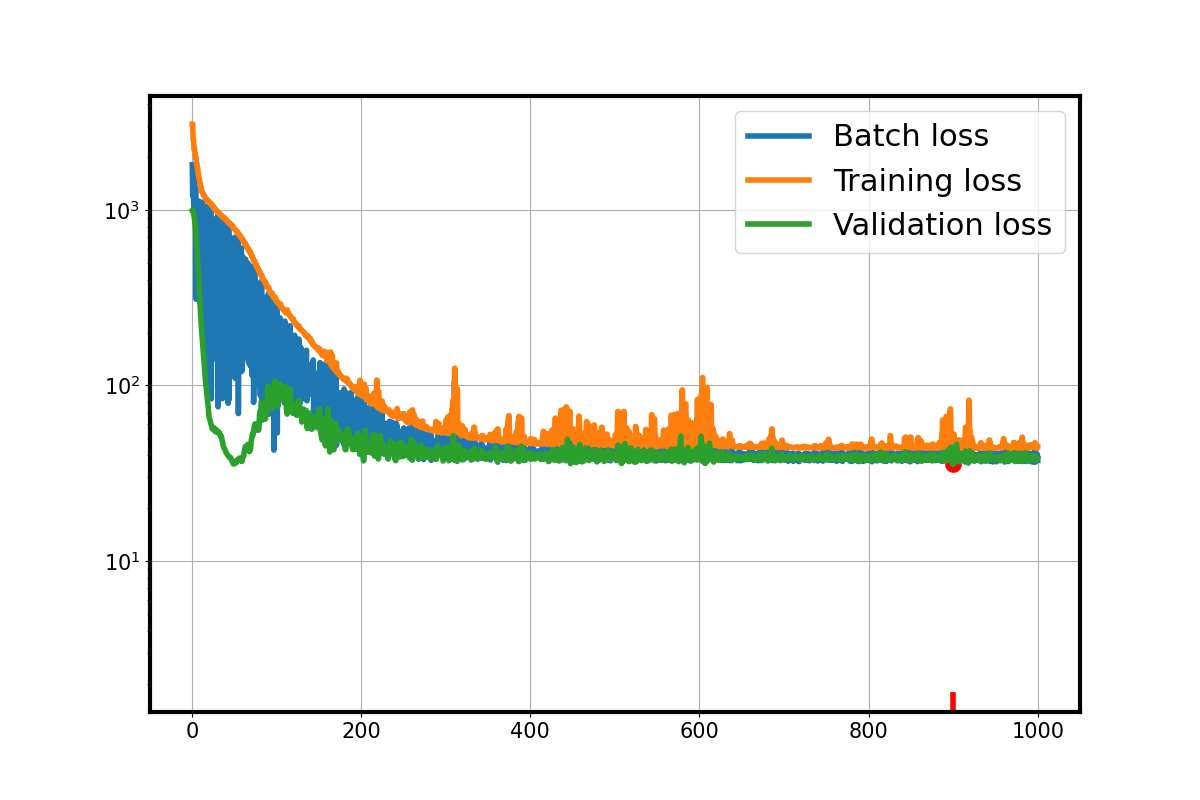 Batch loss
Training loss
Validation loss
10³
10²
10¹
0 200 400 600 800 1000